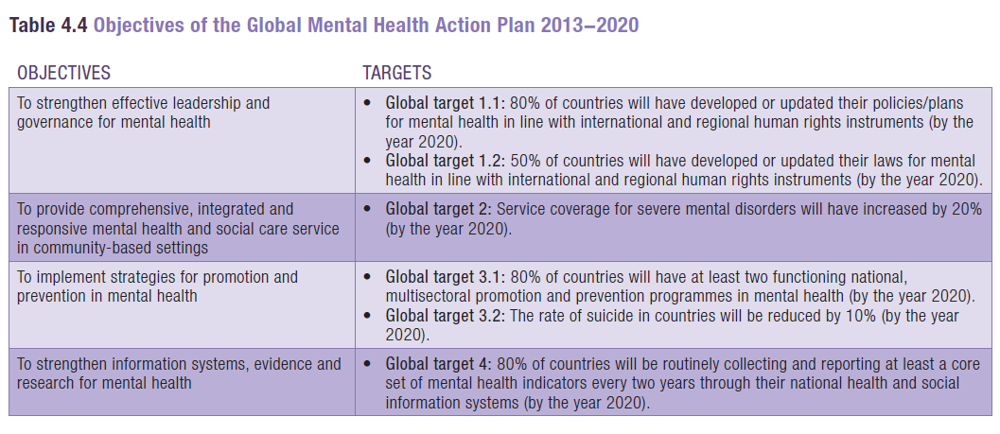 Table 4.4 Objectives of the Global Mental Health Action Plan 2013–2020
OBJECTIVES
TARGETS
To strengthen effective leadership and
governance for mental health
• Global target 1.1: 80% of countries will have developed or updated their policies/plans
for mental health in line with international and regional human rights instruments (by the
year 2020).
• Global target 1.2: 50% of countries will have developed or updated their laws for mental
health in line with international and regional human rights instruments (by the year 2020).
To provide comprehensive, integrated and
responsive mental health and social care service
in community-based settings
• Global target 2: Service coverage for severe mental disorders will have increased by 20%
(by the year 2020).
To implement strategies for promotion and
prevention in mental health
• Global target 3.1: 80% of countries will have at least two functioning national,
multisectoral promotion and prevention programmes in mental health (by the year 2020).
• Global target 3.2: The rate of suicide in countries will be reduced by 10% (by the year
2020).
To strengthen information systems, evidence and
research for mental health
• Global target 4: 80% of countries will be routinely collecting and reporting at least a core
set of mental health indicators every two years through their national health and social
information systems (by the year 2020).